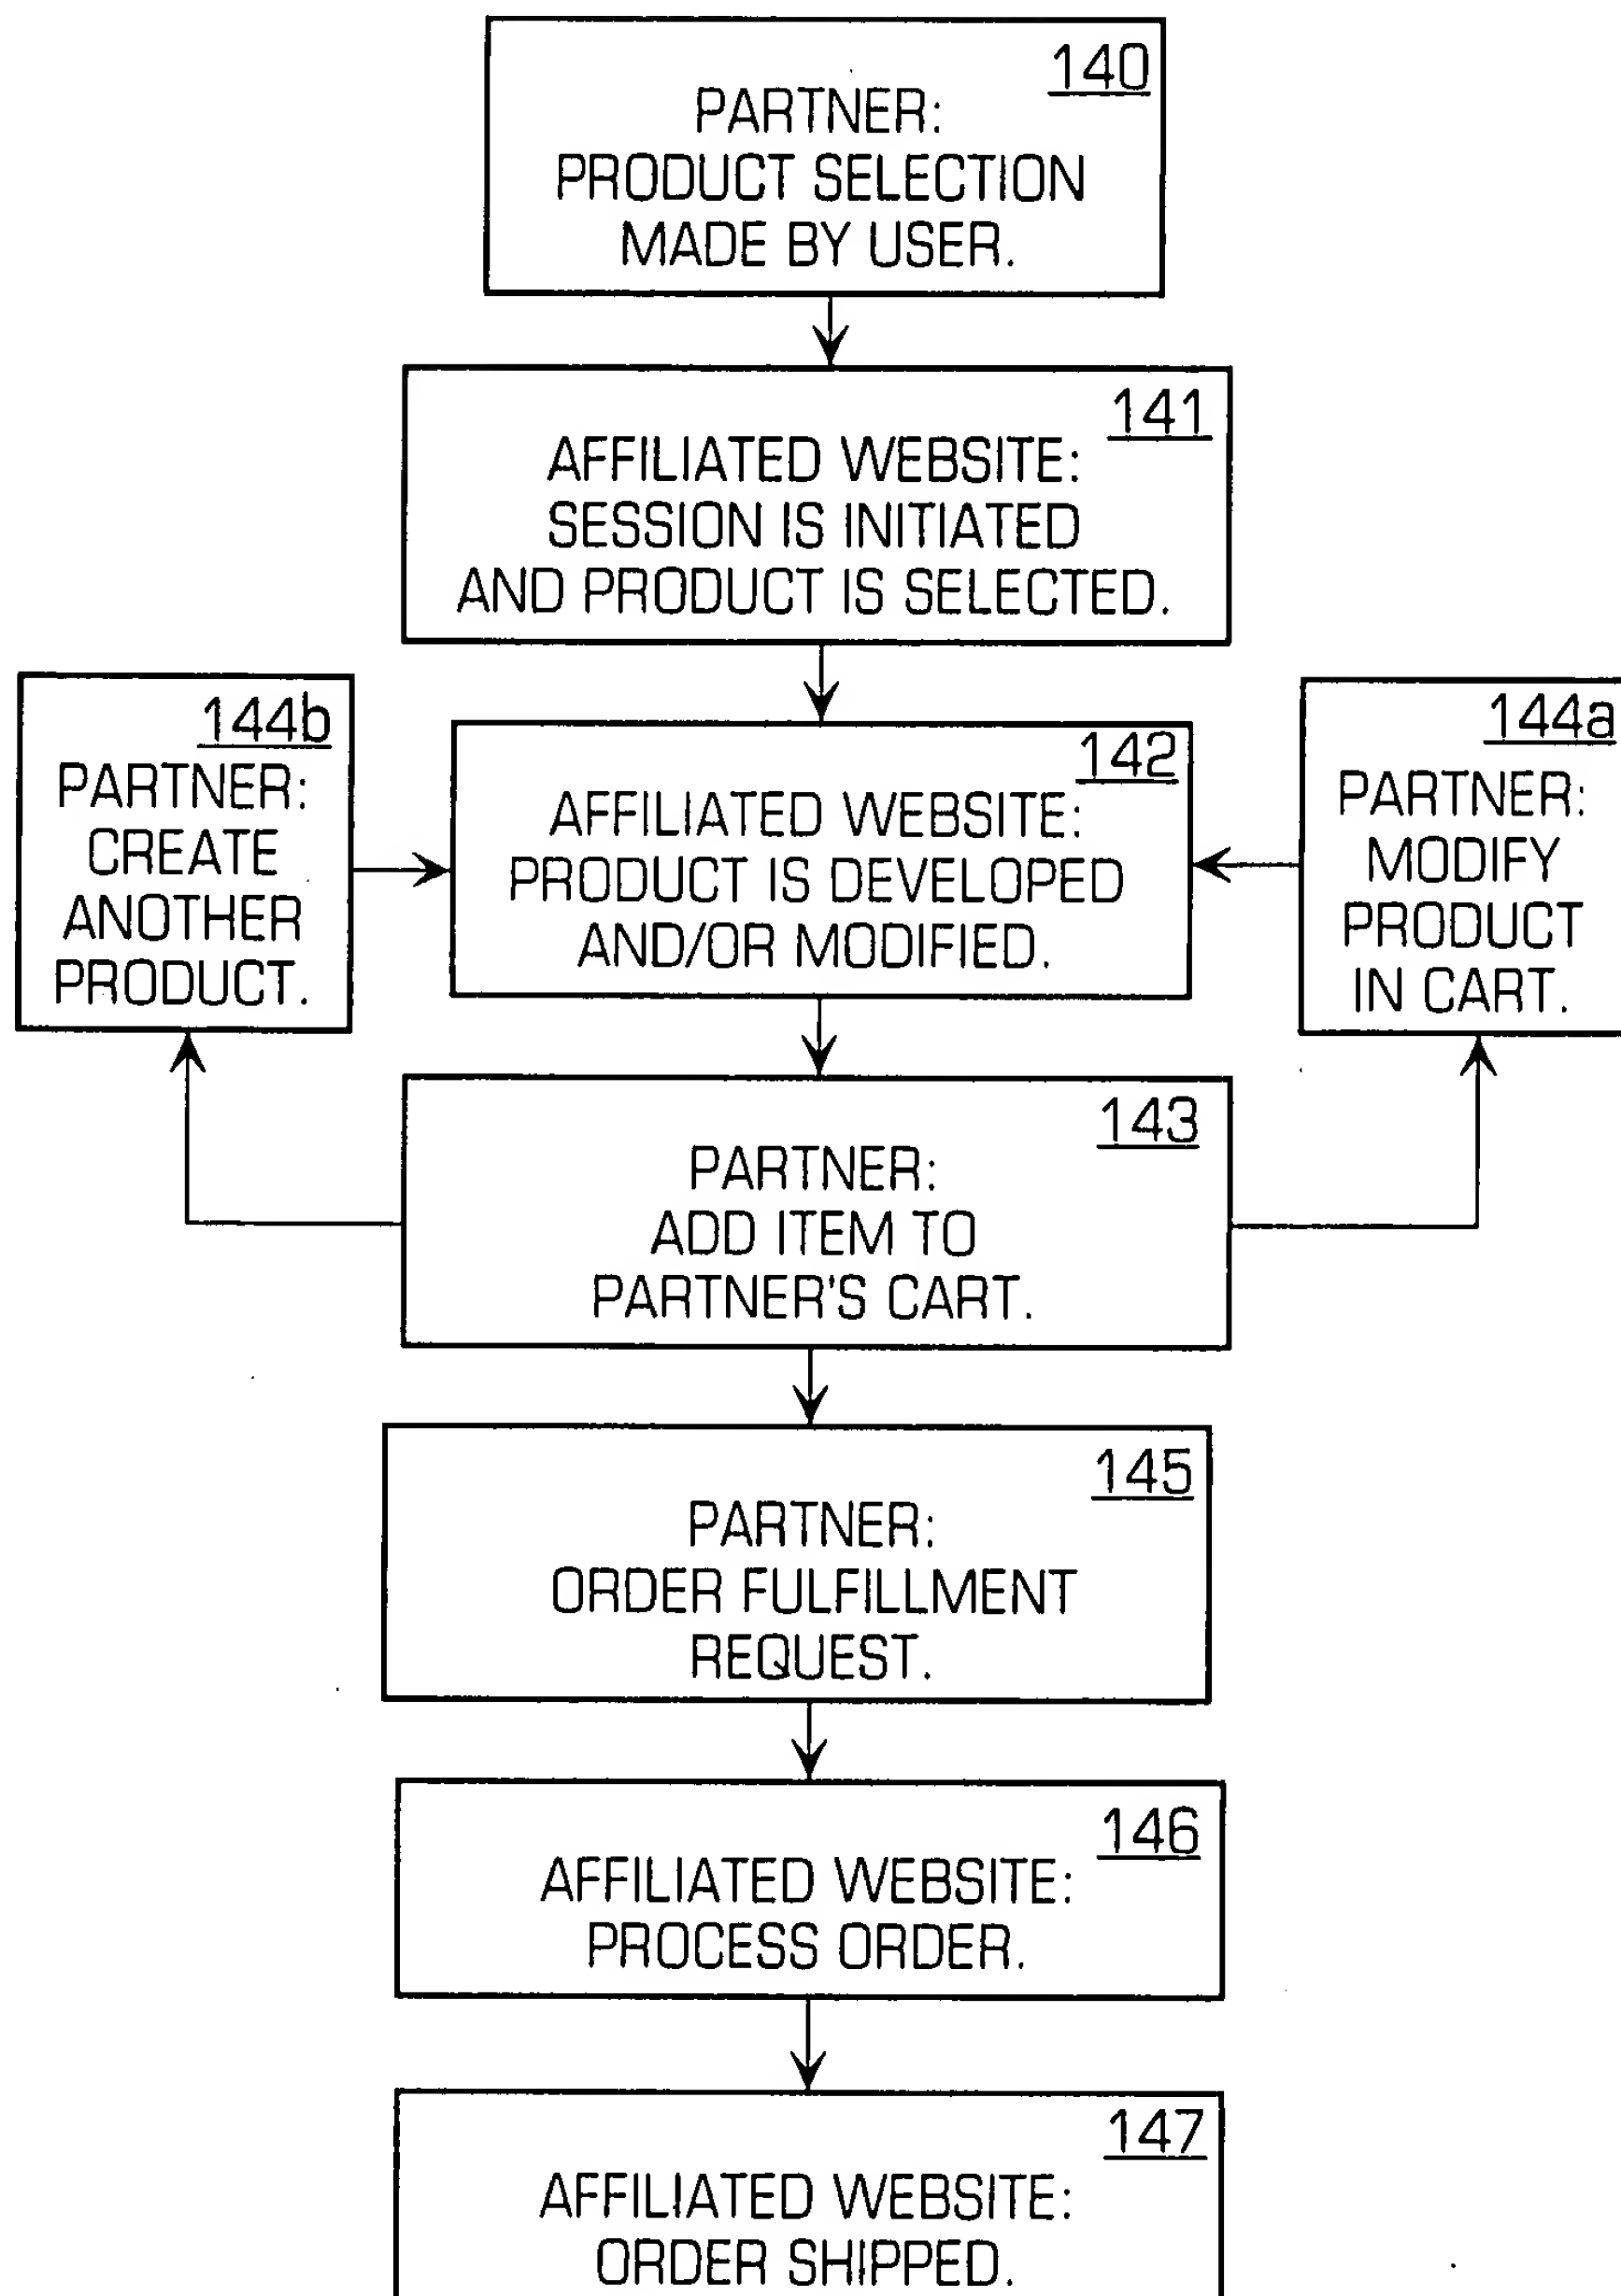 140
PARTNER:
PRODUCT SELECTION
MADE BY USER.
141
AFFILIATED WEBSITE:
SESSION IS INITIATED
AND PRODUCT IS SELECTED.
144b
PARTNER:
CREATE
ANOTHER
PRODUCT.
142
AFFILIATED WEBSITE:
PRODUCT IS DEVELOPED
AND/OR MODIFIED.
144a
PARTNER:
MODIFY
PRODUCT
IN CART.
143
PARTNER:
ADD ITEM TO
PARTNER'S CART.
145
PARTNER:
ORDER FULFILLMENT
REQUEST.
146
AFFILIATED WEBSITE:
PROCESS ORDER.
147
AFFILIATED WEBSITE:
ORDER SHIPPED.